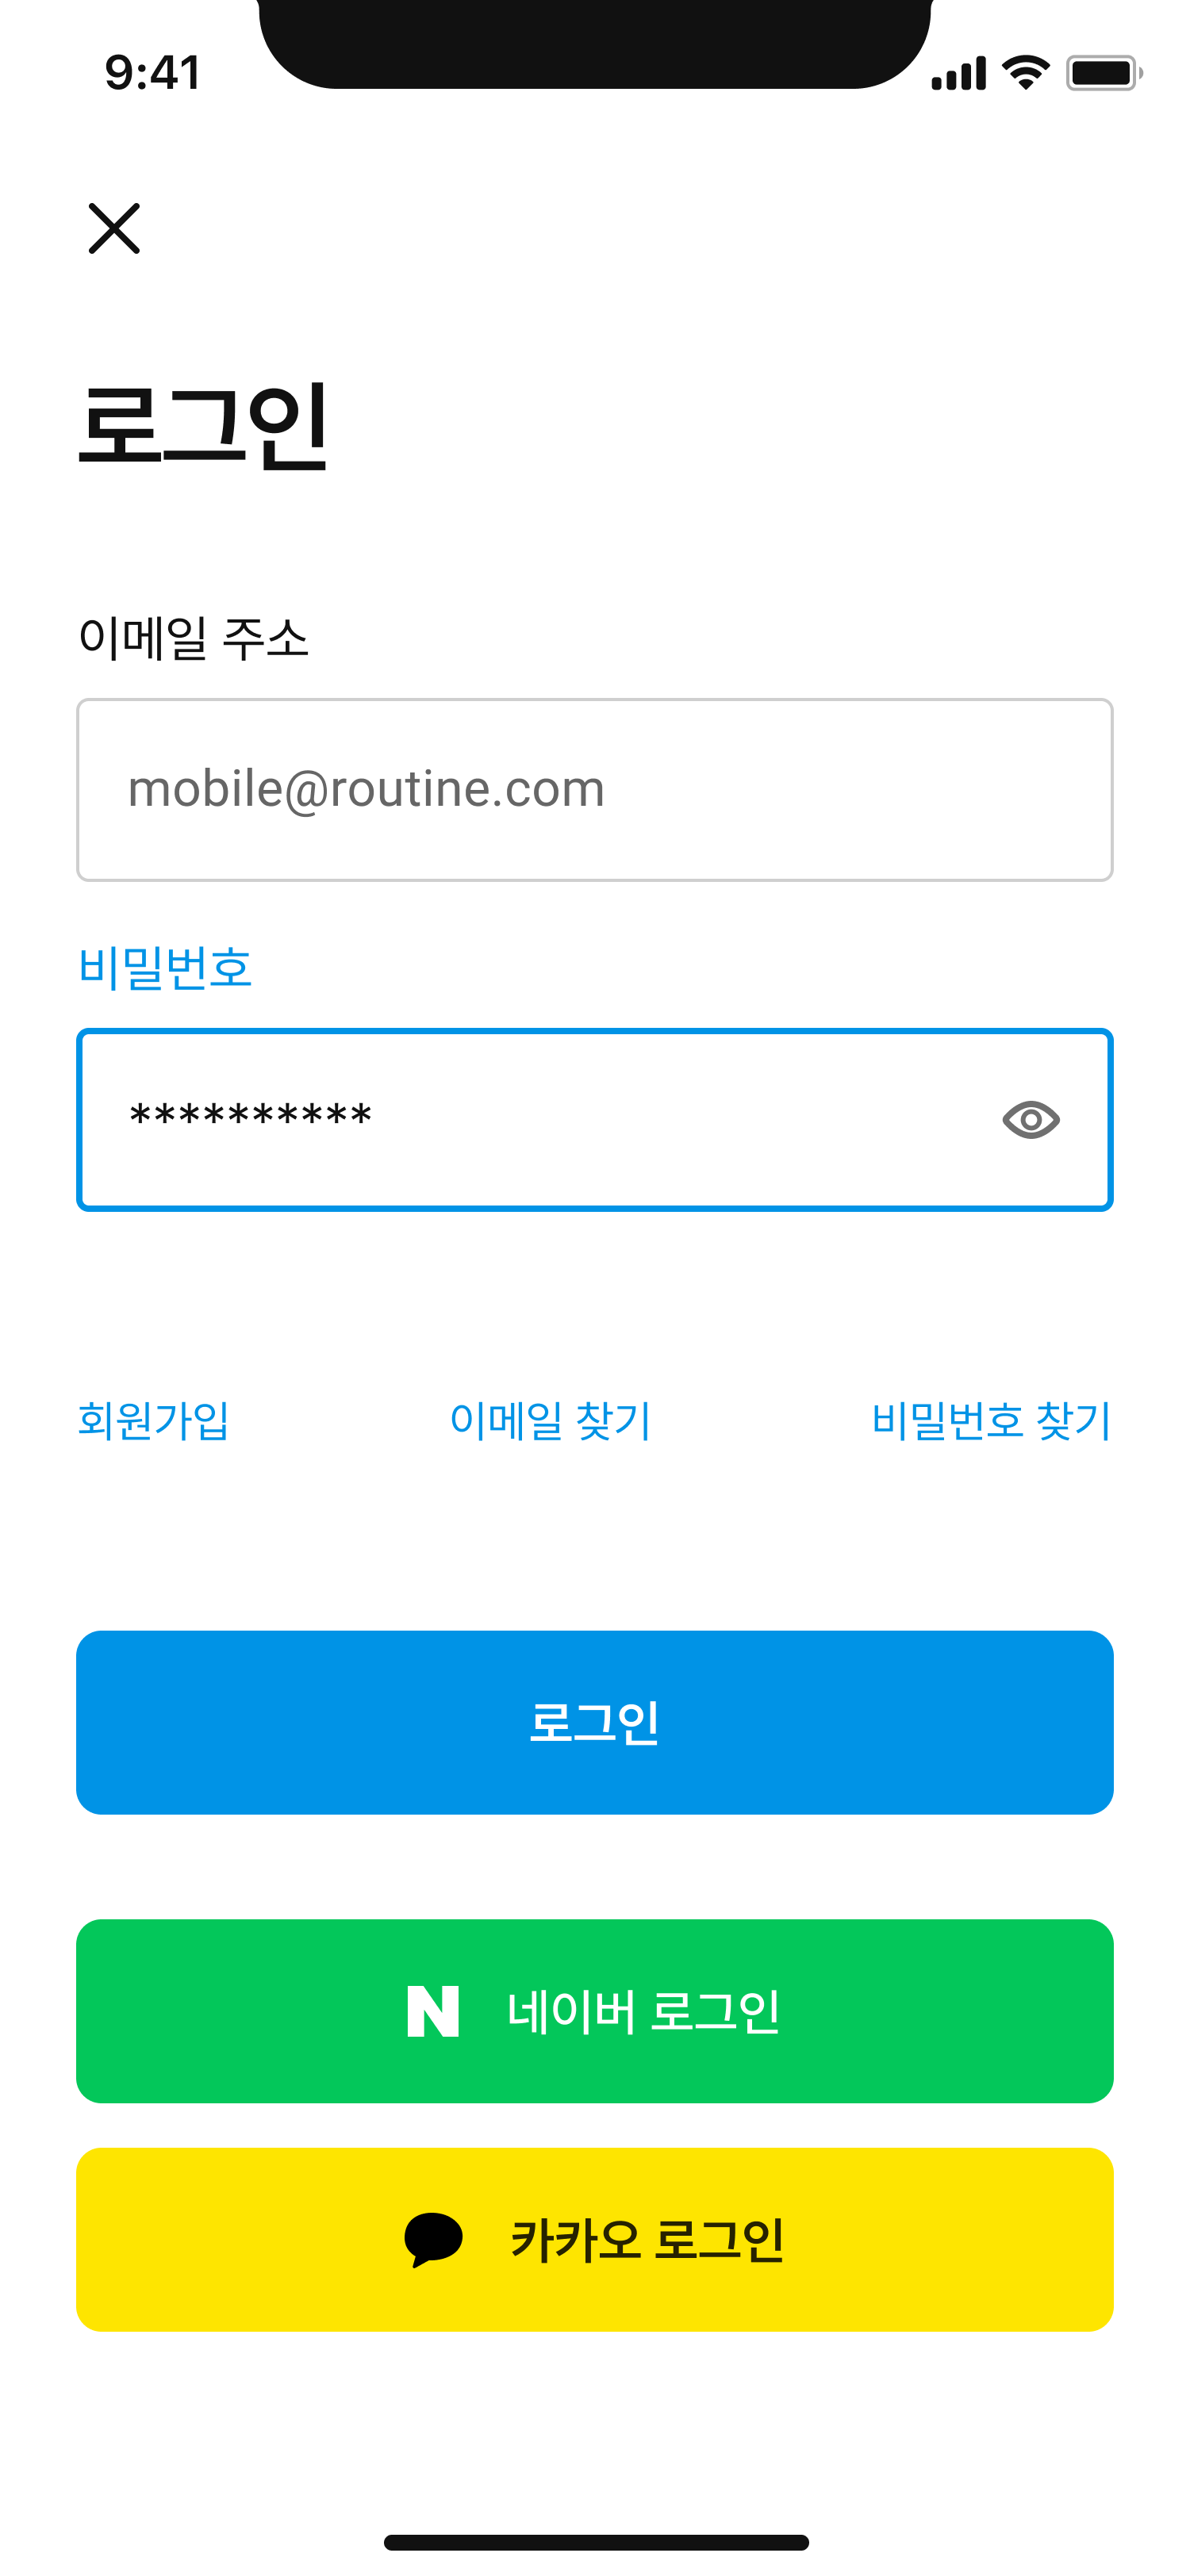 9:41
로그인
이메일 주소
mobile@routine.com
비밀번호
**********
회원가입 이메일 찾기 비밀번호 찾기
로그인
N 네이버 로그인
카카오 로그인